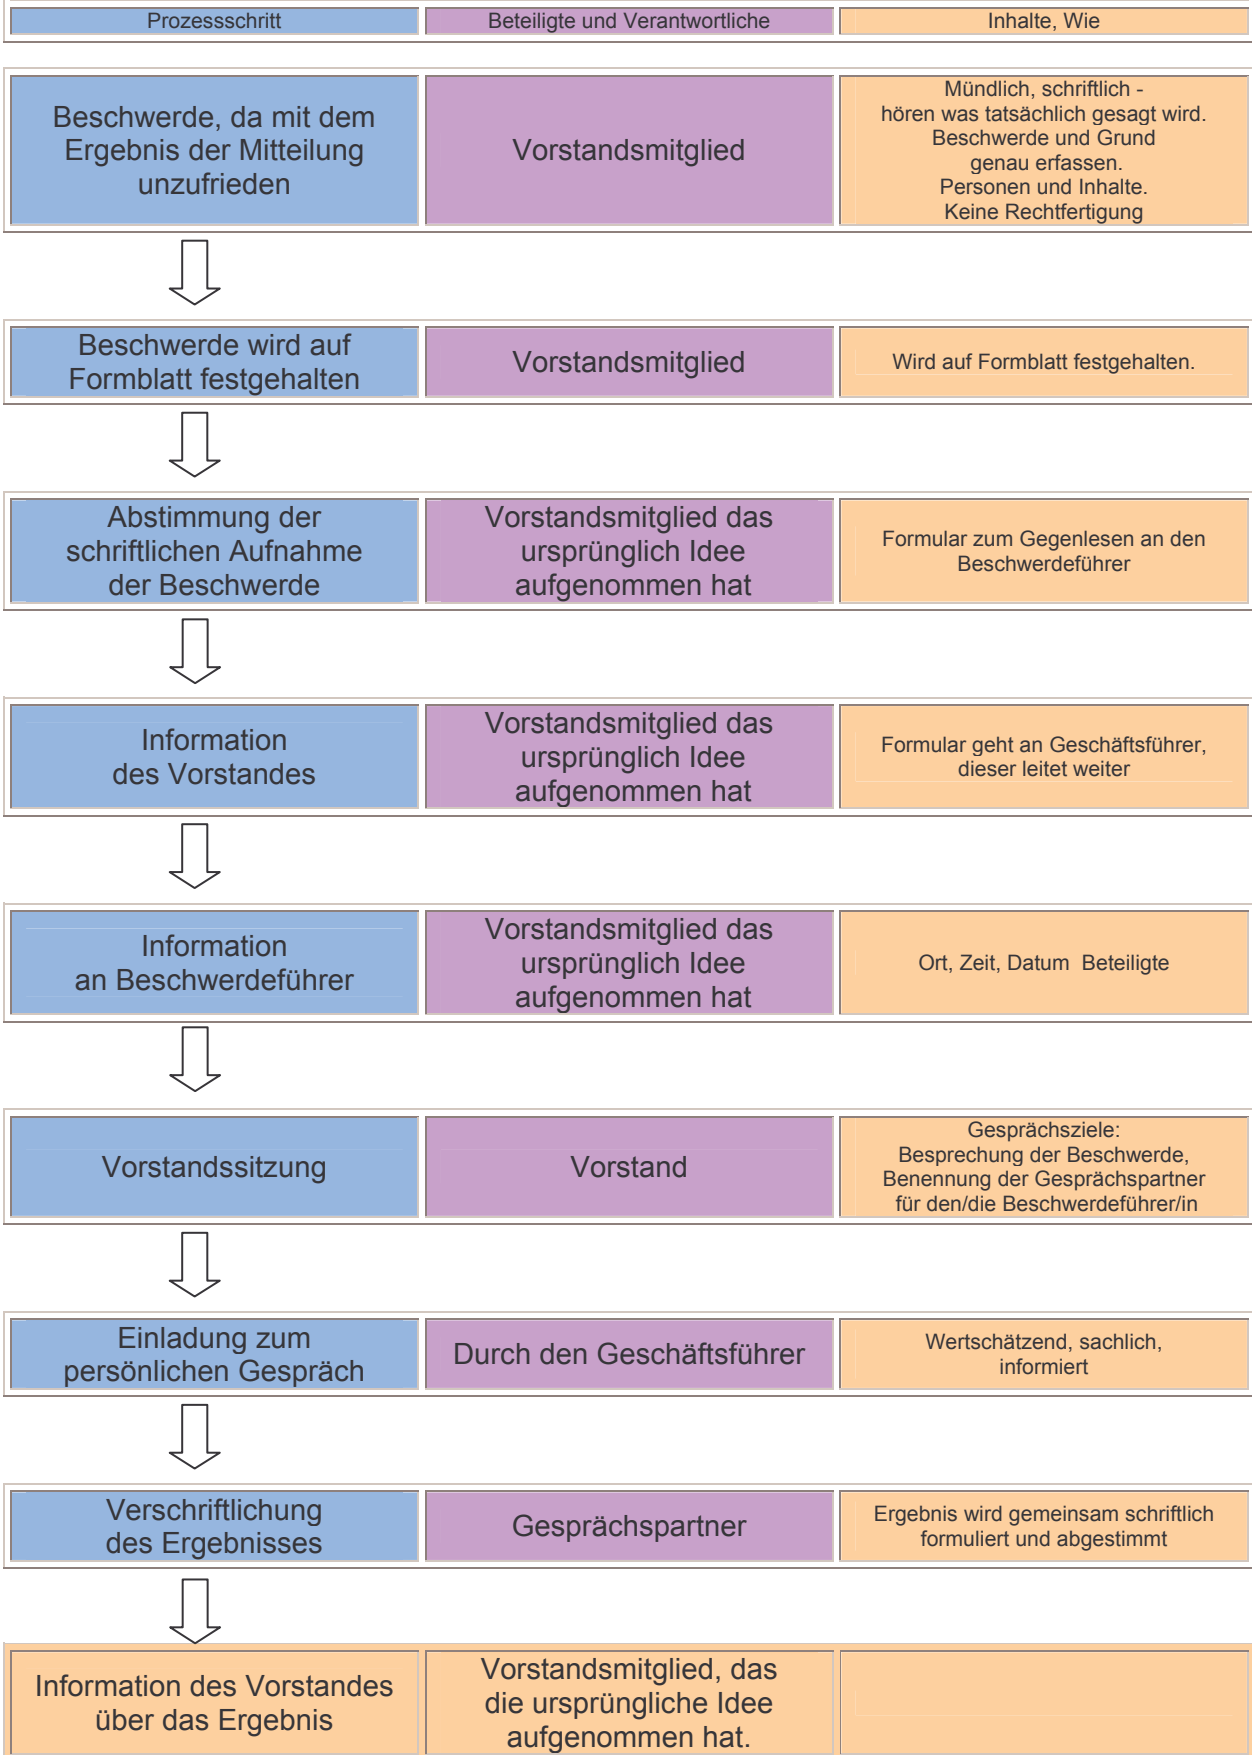 Prozessschritt
Beteiligte und Verantwortliche
Inhalte, Wie
Beschwerde, da mit dem
Ergebnis der Mitteilung
unzufrieden
Vorstandsmitglied
Mündlich, schriftlich -
hören was tatsächlich gesagt wird.
Beschwerde und Grund
genau erfassen.
Personen und Inhalte.
Keine Rechtfertigung
Beschwerde wird auf
Formblatt festgehalten
Vorstandsmitglied
Wird auf Formblatt festgehalten.
Abstimmung der
schriftlichen Aufnahme
der Beschwerde
Vorstandsmitglied das
ursprünglich Idee
aufgenommen hat
Formular zum Gegenlesen an den
Beschwerdeführer
Information
des Vorstandes
Vorstandsmitglied das
ursprünglich Idee
aufgenommen hat
Formular geht an Geschäftsführer,
dieser leitet weiter
Information
an Beschwerdeführer
Vorstandsmitglied das
ursprünglich Idee
aufgenommen hat
Ort, Zeit, Datum  Beteiligte
Vorstandssitzung
Vorstand
Gesprächsziele:
Besprechung der Beschwerde,
Benennung der Gesprächspartner
für den/die Beschwerdeführer/in
Einladung zum
persönlichen Gespräch
Durch den Geschäftsführer
Wertschätzend, sachlich,
informiert
Verschriftlichung
des Ergebnisses
Gesprächspartner
Ergebnis wird gemeinsam schriftlich
formuliert und abgestimmt
Information des Vorstandes
über das Ergebnis
Vorstandsmitglied, das
die ursprüngliche Idee
aufgenommen hat.